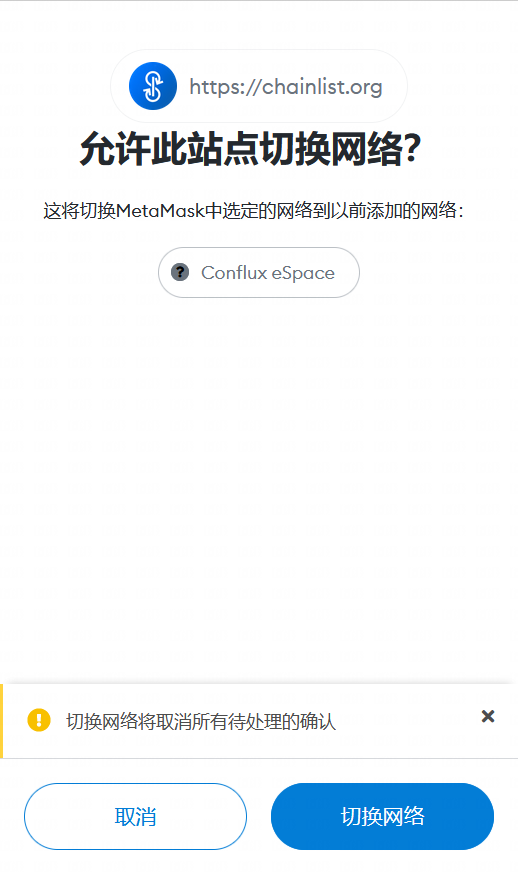 https://chainlist.org
允许此站点切换网络？
这将切换MetaMask中选定的网络到以前添加的网络：
? Conflux eSpace
! 切换网络将取消所有待处理的确认
取消
切换网络